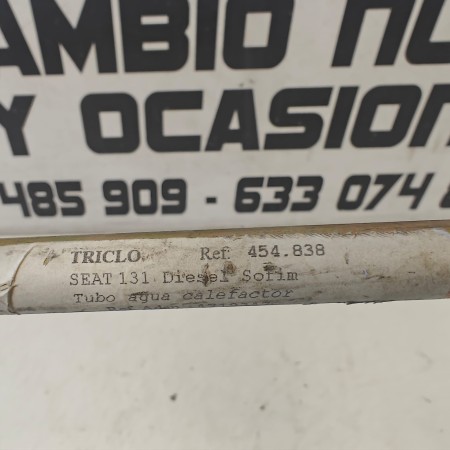 AMBIO
Y OCASION
485 909 - 633 074
TRICLO Ref: 454.838
SEAT 131 Diesel Sofim
Tubo agua calefactor